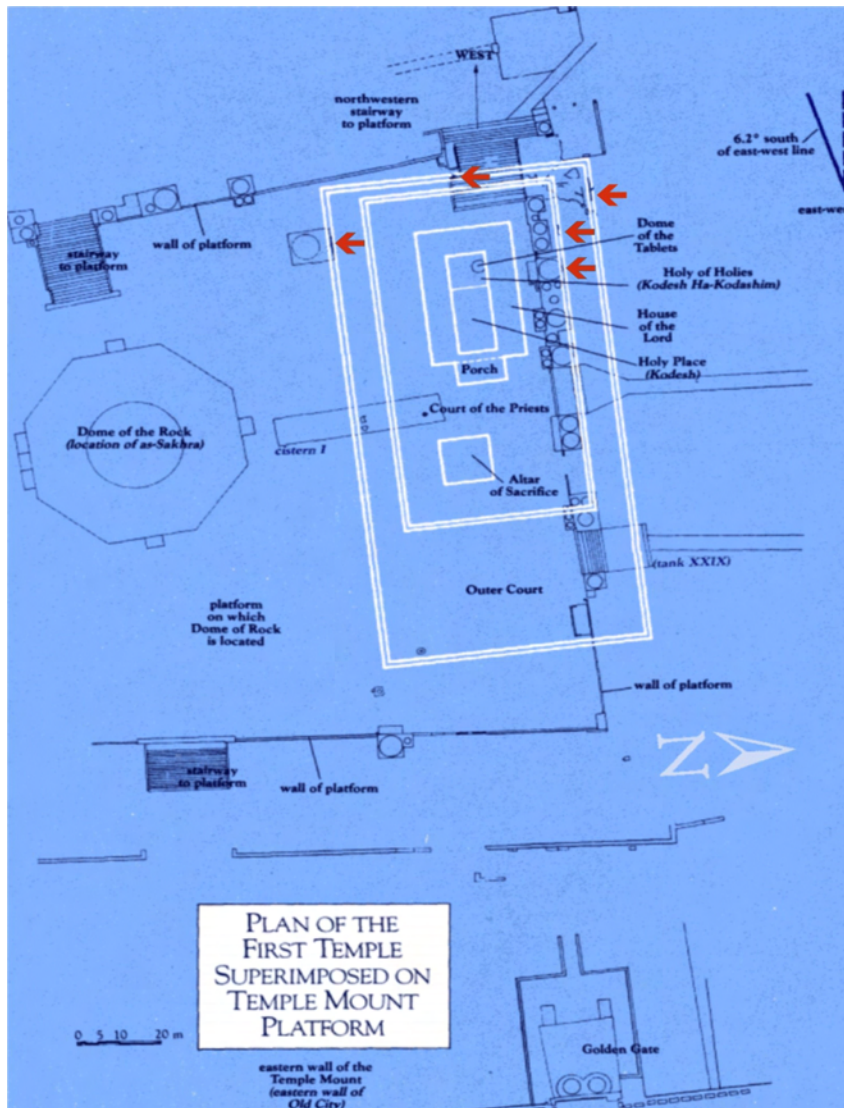 WEST
northwestern
stairway
to platform
6.2° south
of east-west line
east-wes
stairway
to platform
wall of platform
Dome
of the
Tablets
Holy of Holies
(Kodesh Ha-Kodashim)
House
of the
Lord
Holy Place
(Kodesh)
Porch
Court of the Priests
Dome of the Rock
(location of as-Sakhra)
cistern I
Altar
of Sacrifice
(tank XXIX)
Outer Court
platform
on which
Dome of Rock
is located
wall of platform
N
stairway
to platform
wall of platform
PLAN OF THE
FIRST TEMPLE
SUPERIMPOSED ON
TEMPLE MOUNT
PLATFORM
0 5 10 20 m
Golden Gate
eastern wall of the
Temple Mount
(eastern wall of
Old City)